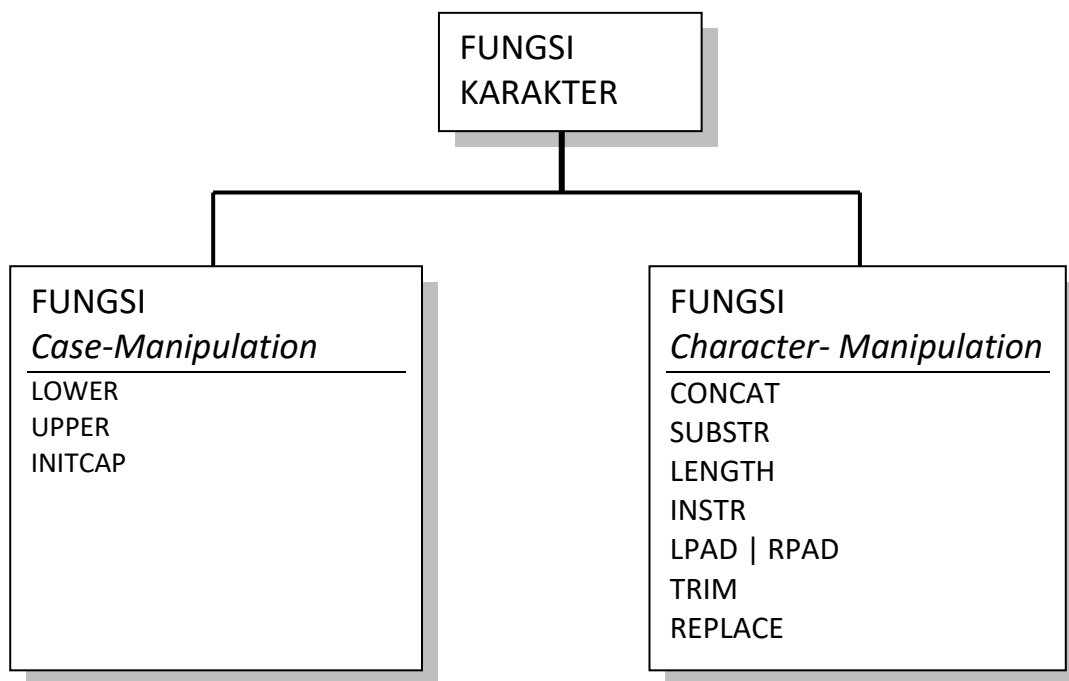 FUNGSI
KARAKTER
FUNGSI
Case-Manipulation
LOWER
UPPER
INITCAP
FUNGSI
Character- Manipulation
CONCAT
SUBSTR
LENGTH
INSTR
LPAD | RPAD
TRIM
REPLACE